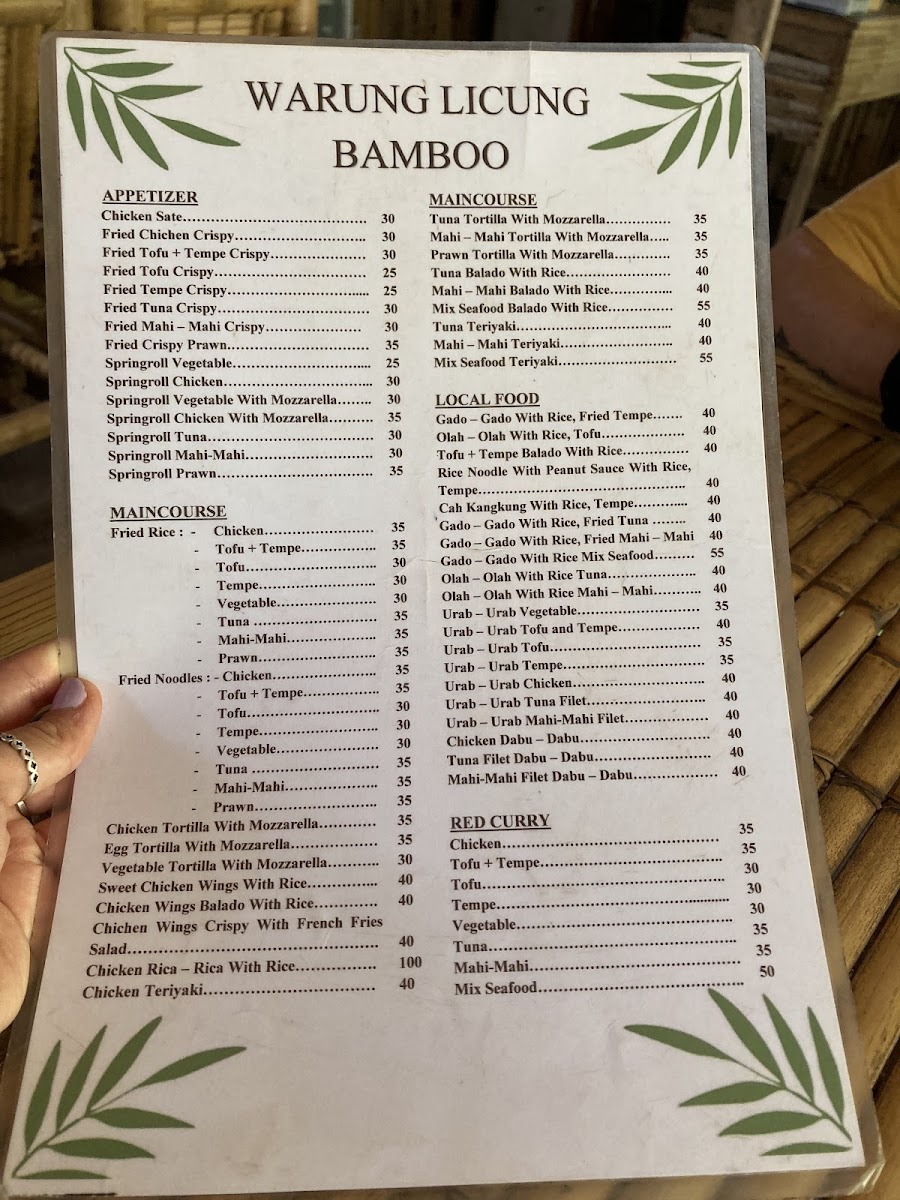 WARUNG LICUNG
BAMBOO
APPETIZER
Chicken Sate 30
Fried Chichen Crispy 30
Fried Tofu + Tempe Crispy 30
Fried Tofu Crispy 25
Fried Tempe Crispy 25
Fried Tuna Crispy 30
Fried Mahi – Mahi Crispy 30
Fried Crispy Prawn 35
Springroll Vegetable 25
Springroll Chicken 30
Springroll Vegetable With Mozzarella 30
Springroll Chicken With Mozzarella 35
Springroll Tuna 30
Springroll Mahi-Mahi 30
Springroll Prawn 35
MAINCOURSE
Fried Rice : - Chicken 35
- Tofu + Tempe 35
- Tofu 30
- Tempe 30
- Vegetable 30
- Tuna 35
- Mahi-Mahi 35
- Prawn 35
Fried Noodles : - Chicken 35
- Tofu + Tempe 35
- Tofu 30
- Tempe 30
- Vegetable 30
- Tuna 35
- Mahi-Mahi 35
- Prawn 35
Chicken Tortilla With Mozzarella 35
Egg Tortilla With Mozzarella 35
Vegetable Tortilla With Mozzarella 30
Sweet Chicken Wings With Rice 40
Chicken Wings Balado With Rice 40
Chichen Wings Crispy With French Fries
Salad 40
Chicken Rica – Rica With Rice 100
Chicken Teriyaki 40
MAINCOURSE
Tuna Tortilla With Mozzarella 35
Mahi – Mahi Tortilla With Mozzarella 35
Prawn Tortilla With Mozzarella 35
Tuna Balado With Rice 40
Mahi – Mahi Balado With Rice 40
Mix Seafood Balado With Rice 55
Tuna Teriyaki 40
Mahi – Mahi Teriyaki 40
Mix Seafood Teriyaki 55
LOCAL FOOD
Gado – Gado With Rice, Fried Tempe 40
Olah – Olah With Rice, Tofu 40
Tofu + Tempe Balado With Rice 40
Rice Noodle With Peanut Sauce With Rice,
Tempe 40
Cah Kangkung With Rice, Tempe 40
Gado – Gado With Rice, Fried Tuna 40
Gado – Gado With Rice, Fried Mahi – Mahi 40
Gado – Gado With Rice Mix Seafood 55
Olah – Olah With Rice Tuna 40
Olah – Olah With Rice Mahi – Mahi 40
Urab – Urab Vegetable 35
Urab – Urab Tofu and Tempe 40
Urab – Urab Tofu 35
Urab – Urab Tempe 35
Urab – Urab Chicken 40
Urab – Urab Tuna Filet 40
Urab – Urab Mahi-Mahi Filet 40
Chicken Dabu – Dabu 40
Tuna Filet Dabu – Dabu 40
Mahi-Mahi Filet Dabu – Dabu 40
RED CURRY
Chicken 35
Tofu + Tempe 35
Tofu 30
Tempe 30
Vegetable 30
Tuna 35
Mahi-Mahi 35
Mix Seafood 50